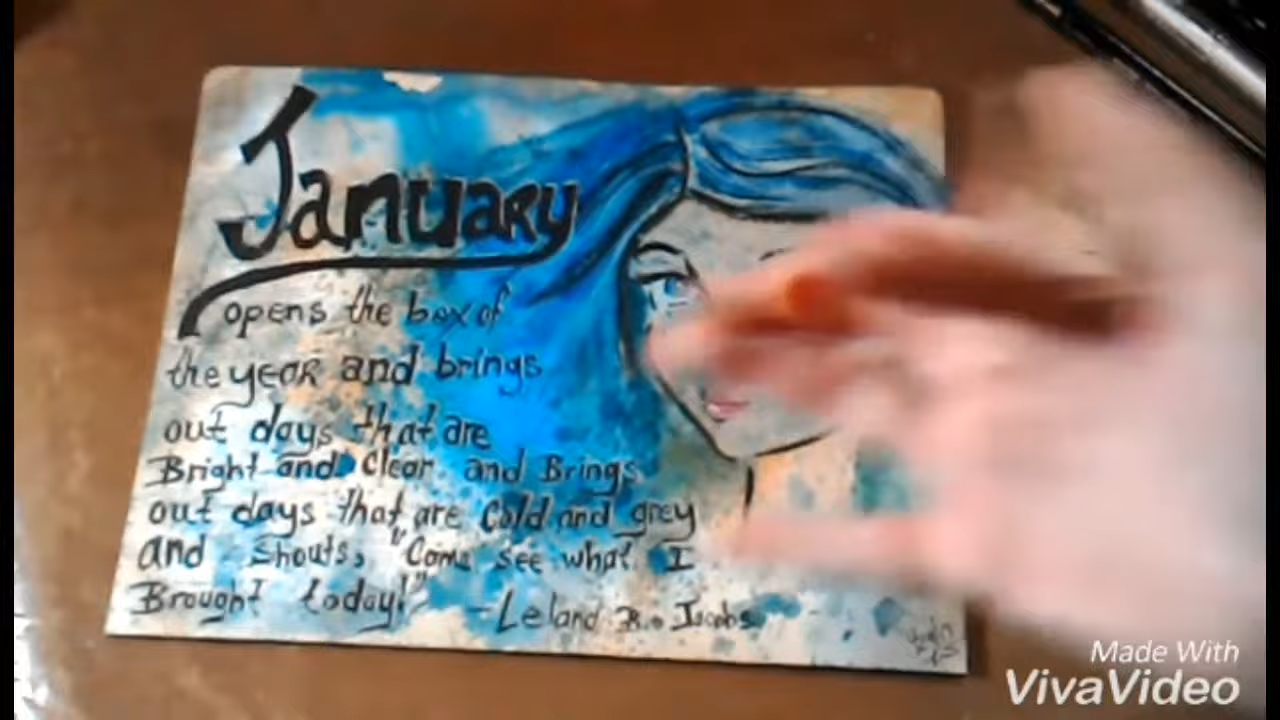 January
opens the box of
the year and brings
out days that are
Bright and Clear and Brings
out days that are Cold and grey
and shouts, "Come see what I
Brought today!"
-Leland B. Jacobs
Made With
VivaVideo